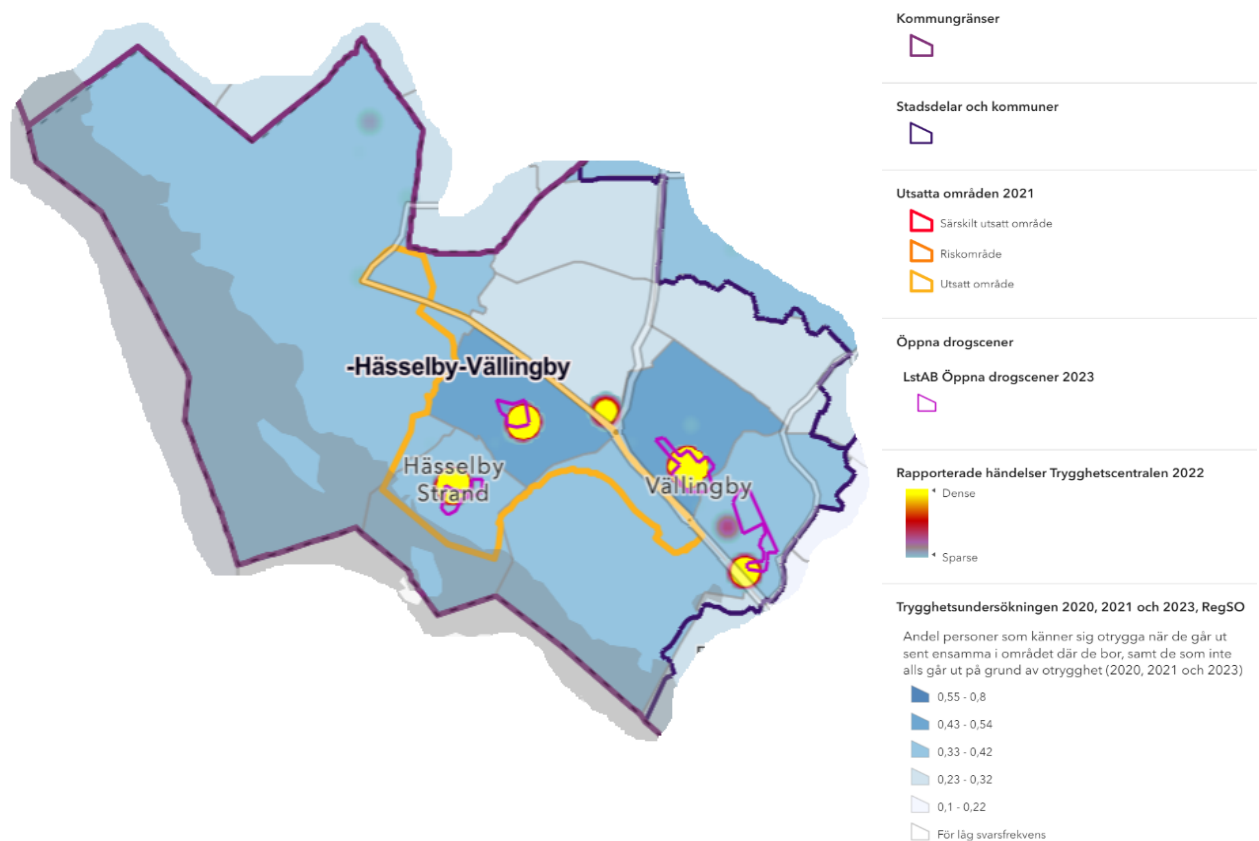 -Hässelby-Vällingby
Hässelby
Strand
Vällingby
Kommungränser
Stadsdelar och kommuner
Utsatta områden 2021
Särskilt utsatt område
Riskområde
Utsatt område
Öppna drogscener
LstAB Öppna drogscener 2023
Rapporterade händelser Trygghetscentralen 2022
Dense
Sparse
Trygghetsundersökningen 2020, 2021 och 2023, RegSO
Andel personer som känner sig otrygga när de går ut
sent ensamma i området där de bor, samt de som inte
alls går ut på grund av otrygghet (2020, 2021 och 2023)
0,55 - 0,8
0,43 - 0,54
0,33 - 0,42
0,23 - 0,32
0,1 - 0,22
För låg svarsfrekvens